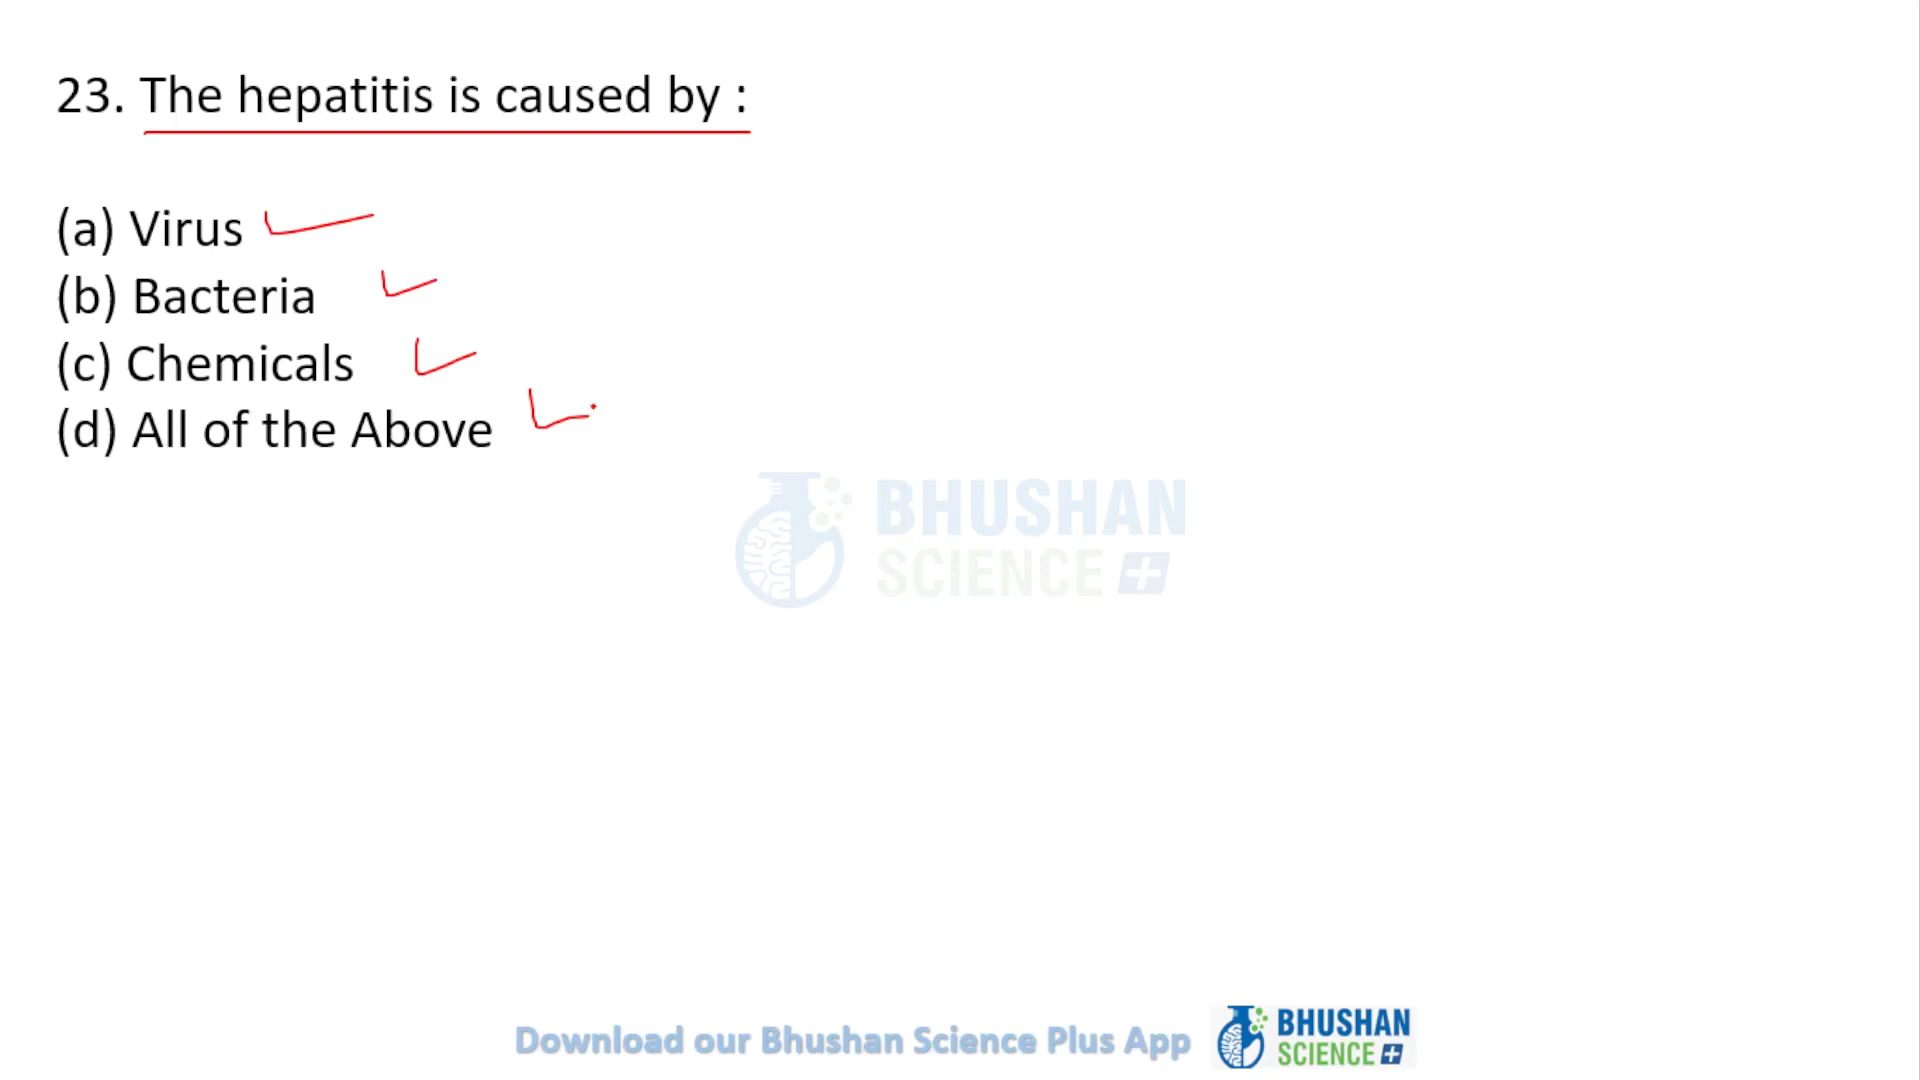 23. The hepatitis is caused by :
(a) Virus
(b) Bacteria
(c) Chemicals
(d) All of the Above
BHUSHAN
SCIENCE
Download our Bhushan Science Plus App
BHUSHAN
SCIENCE